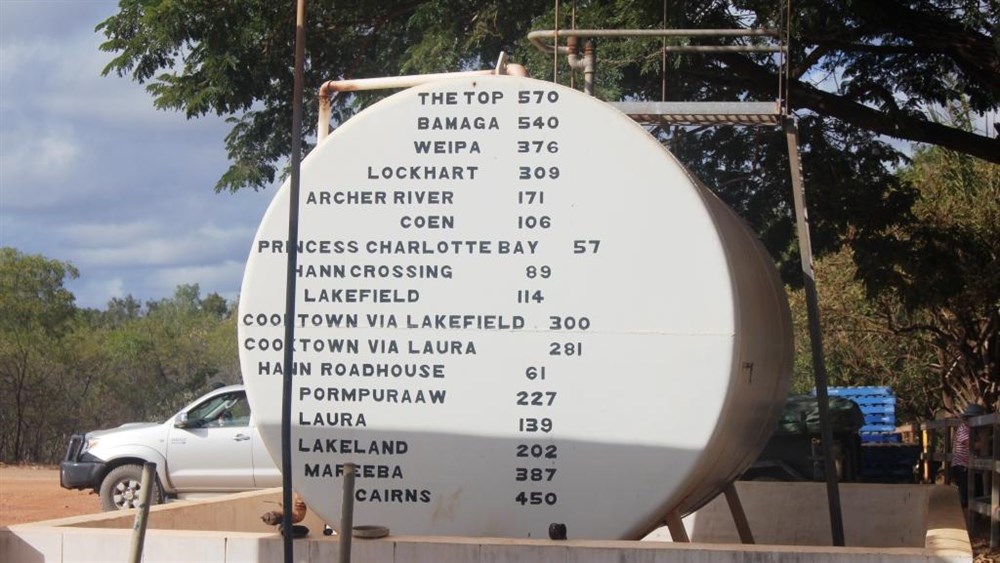 THE TOP 570
BAMAGA 540
WEIPA 376
LOCKHART 309
ARCHER RIVER 171
COEN 106
PRINCESS CHARLOTTE BAY 57
HANN CROSSING 89
LAKEFIELD 114
COOKTOWN VIA LAKEFIELD 300
COOKTOWN VIA LAURA 281
HANN ROADHOUSE 61
PORMPURAAW 227
LAURA 139
LAKELAND 202
MAREEBA 387
CAIRNS 450